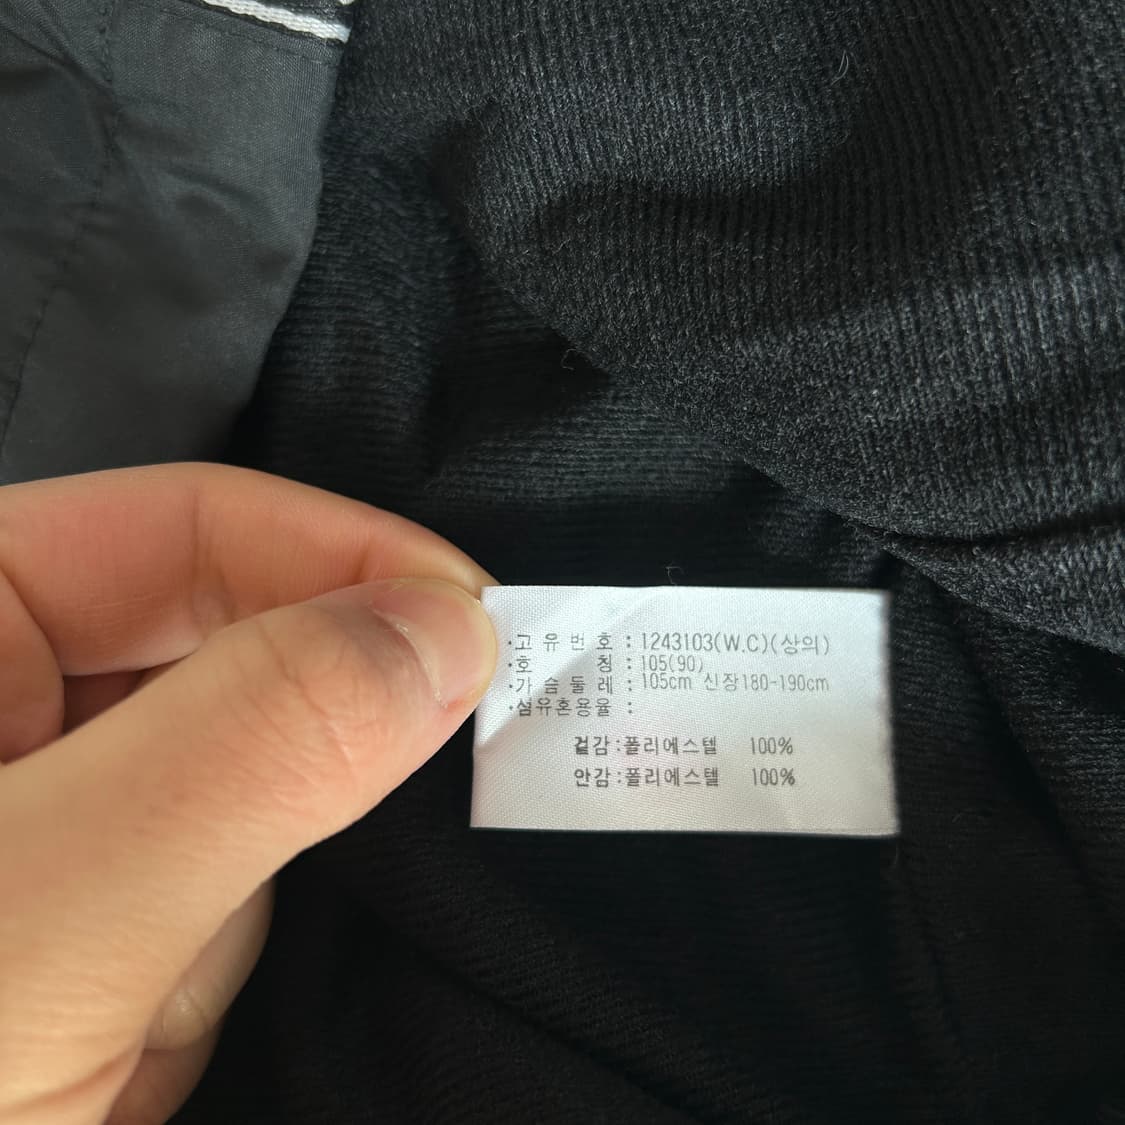 ·고 유 번 호 : 1243103(W.C)(상의)
·호 칭 : 105(90)
·가 슴 둘 레 : 105cm 신장180-190cm
·섬유혼용율 :
겉감:폴리에스텔 100%
안감:폴리에스텔 100%